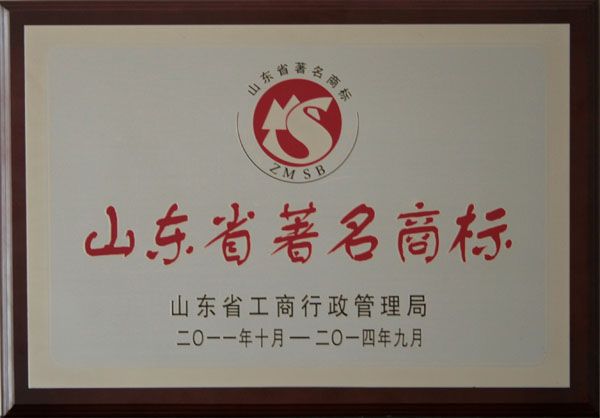 山东省著名商标
ZMSB
山东省著名商标
山东省工商行政管理局
二〇一一年十月—二〇一四年九月